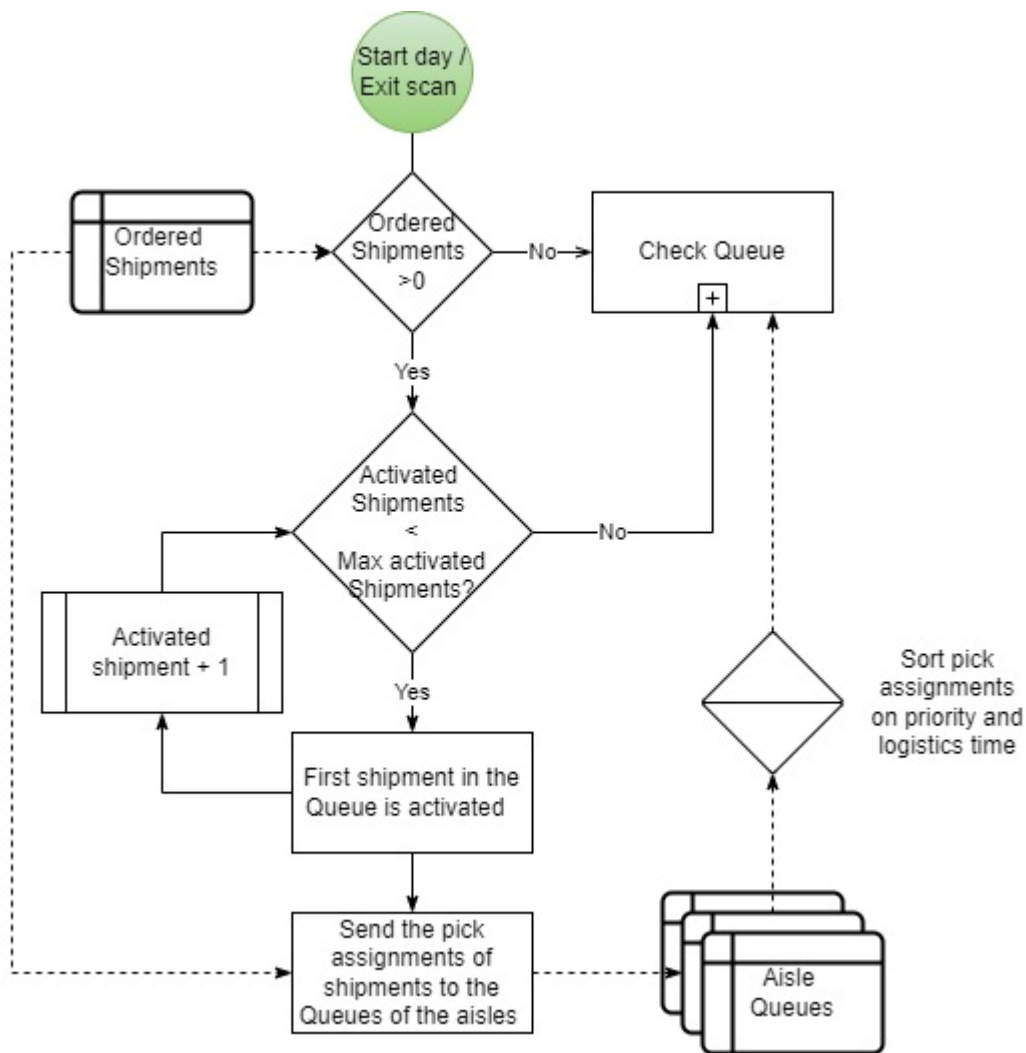 Start day /
Exit scan
Ordered
Shipments
Ordered
Shipments
>0
No
Check Queue
+
Yes
Activated
Shipments
<
Max activated
Shipments?
No
Activated
shipment + 1
Yes
First shipment in the
Queue is activated
Sort pick
assignments
on priority and
logistics time
Send the pick
assignments of
shipments to the
Queues of the aisles
Aisle
Queues